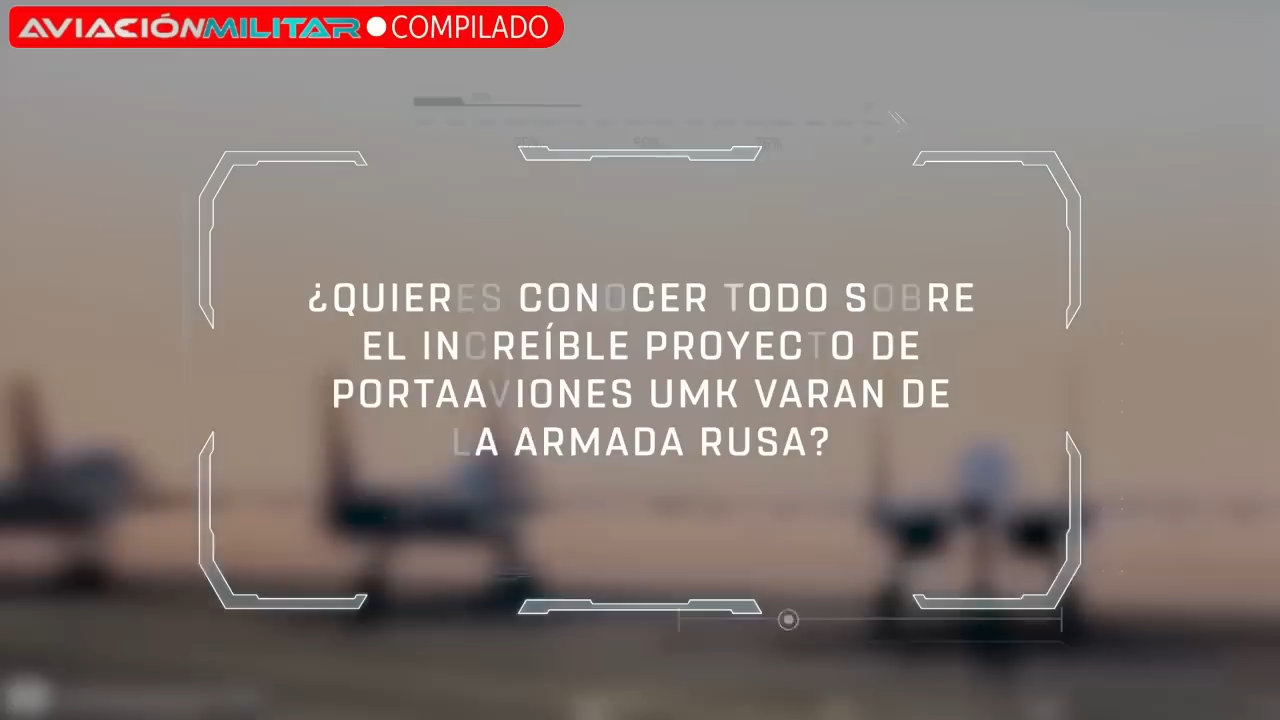 AVIACIÓNMILITAR COMPILADO
¿QUIERES CONOCER TODO SOBRE
EL INCREÍBLE PROYECTO DE
PORTAAVIONES UMK VARAN DE
LA ARMADA RUSA?